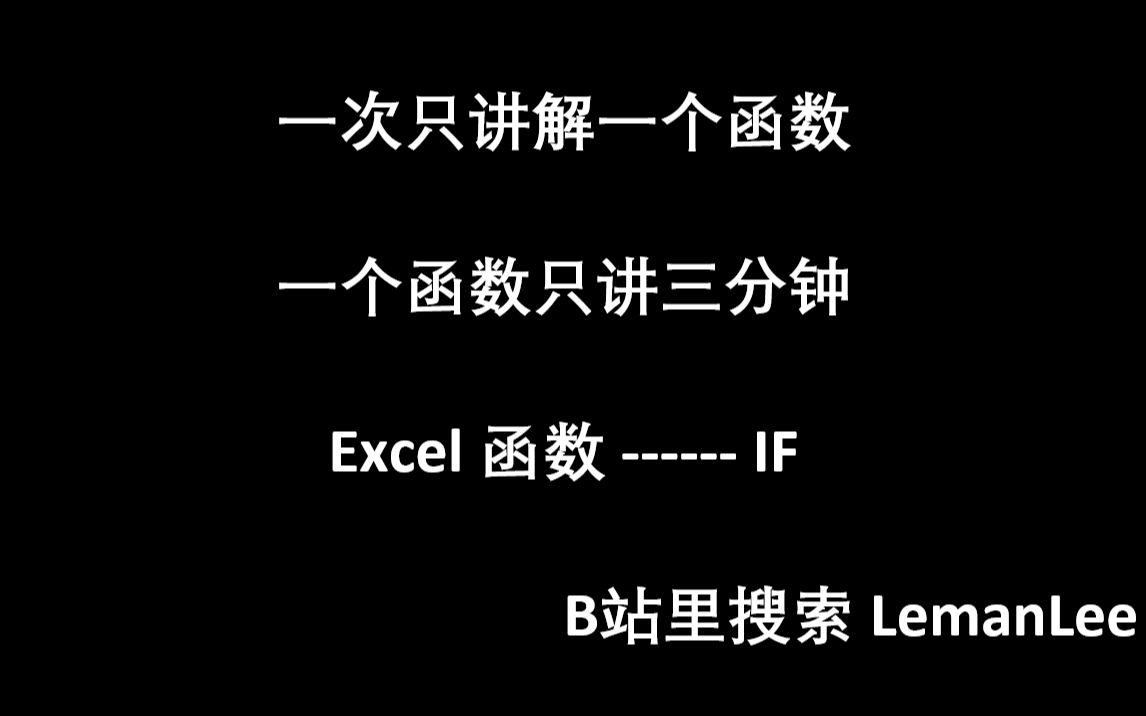 一次只讲解一个函数
一个函数只讲三分钟
Excel 函数 ------ IF
B站里搜索 LemanLee